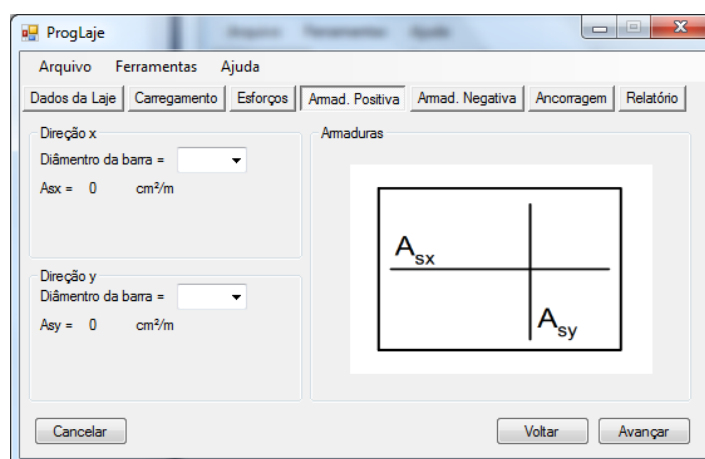 ProgLaje
Arquivo Ferramentas Ajuda
Dados da Laje Carregamento Esforços Armad. Positiva Armad. Negativa Ancorragem Relatório
Direção x
Diâmentro da barra =
Asx = 0 cm²/m
Direção y
Diâmentro da barra =
Asy = 0 cm²/m
Armaduras
Asx
Asy
Cancelar Voltar Avançar